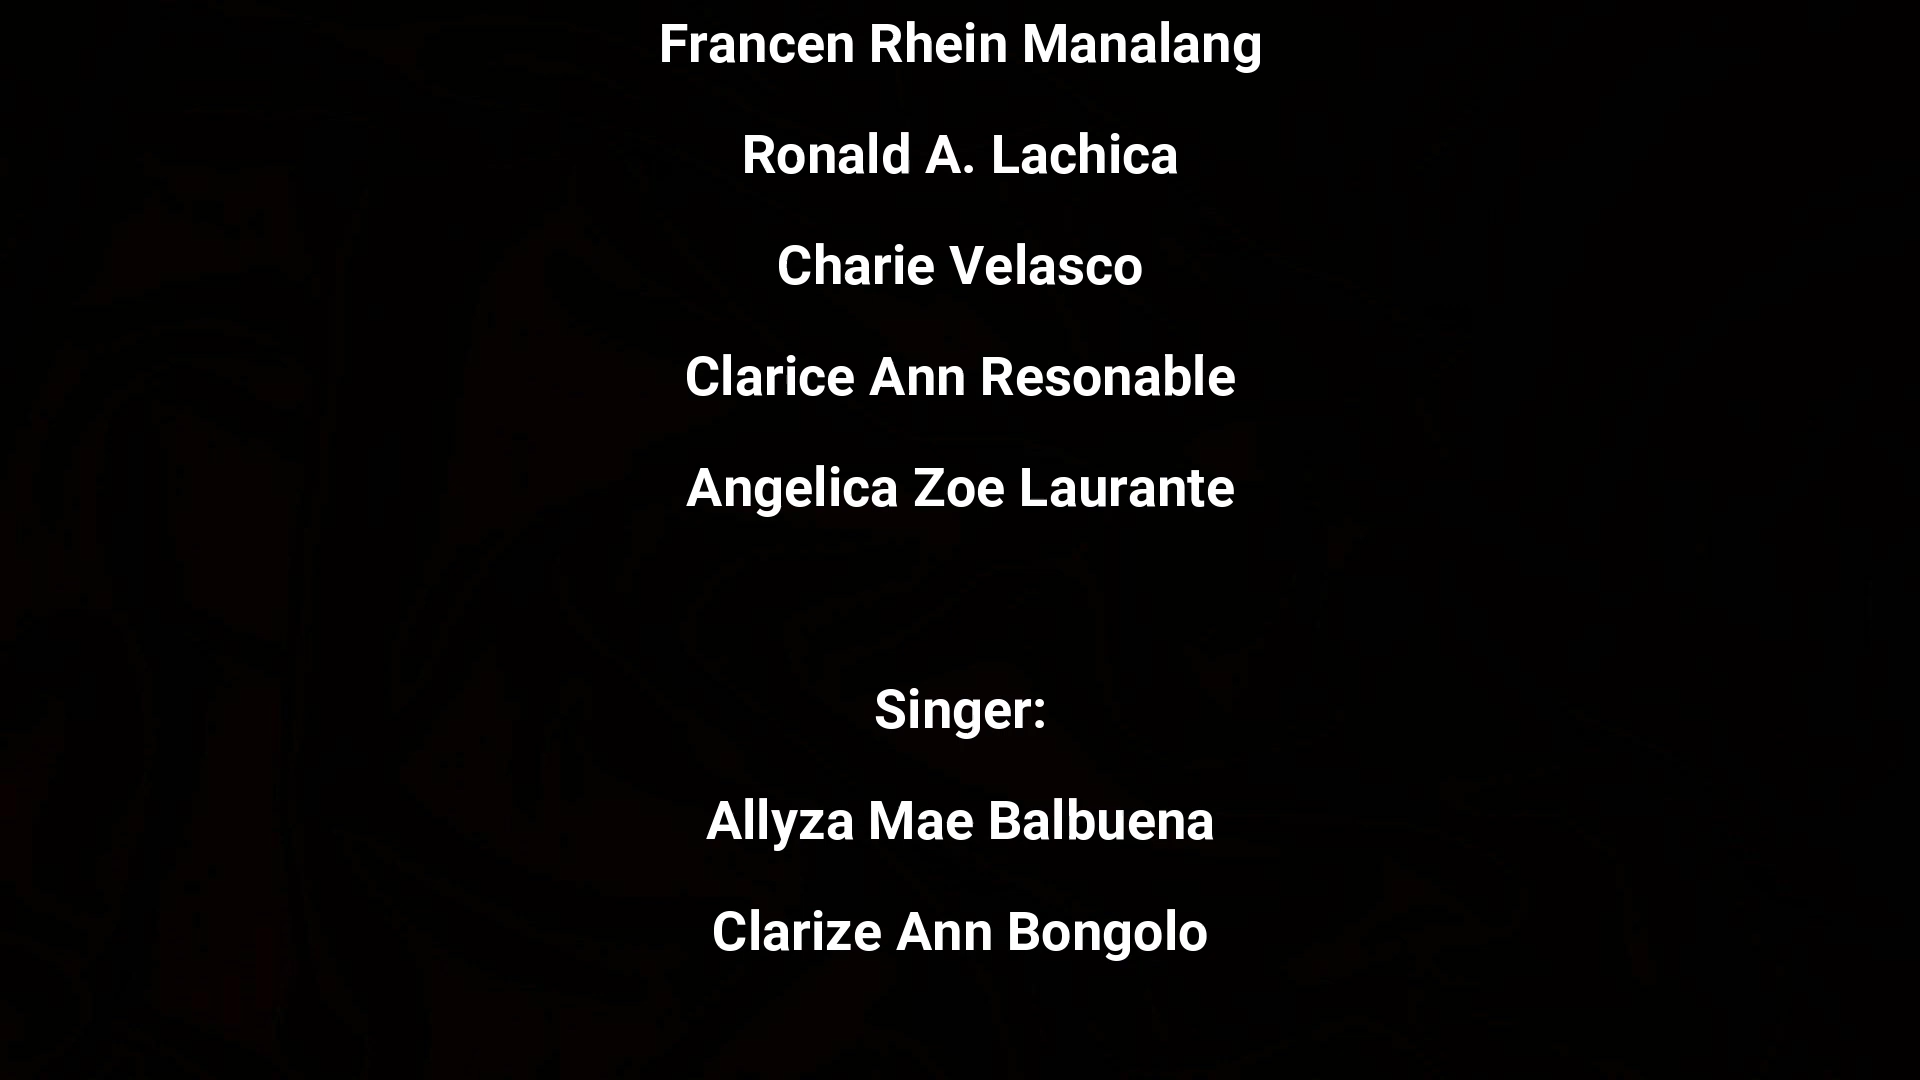 Francen Rhein Manalang
Ronald A. Lachica
Charie Velasco
Clarice Ann Resonable
Angelica Zoe Laurante
Singer:
Allyza Mae Balbuena
Clarize Ann Bongolo